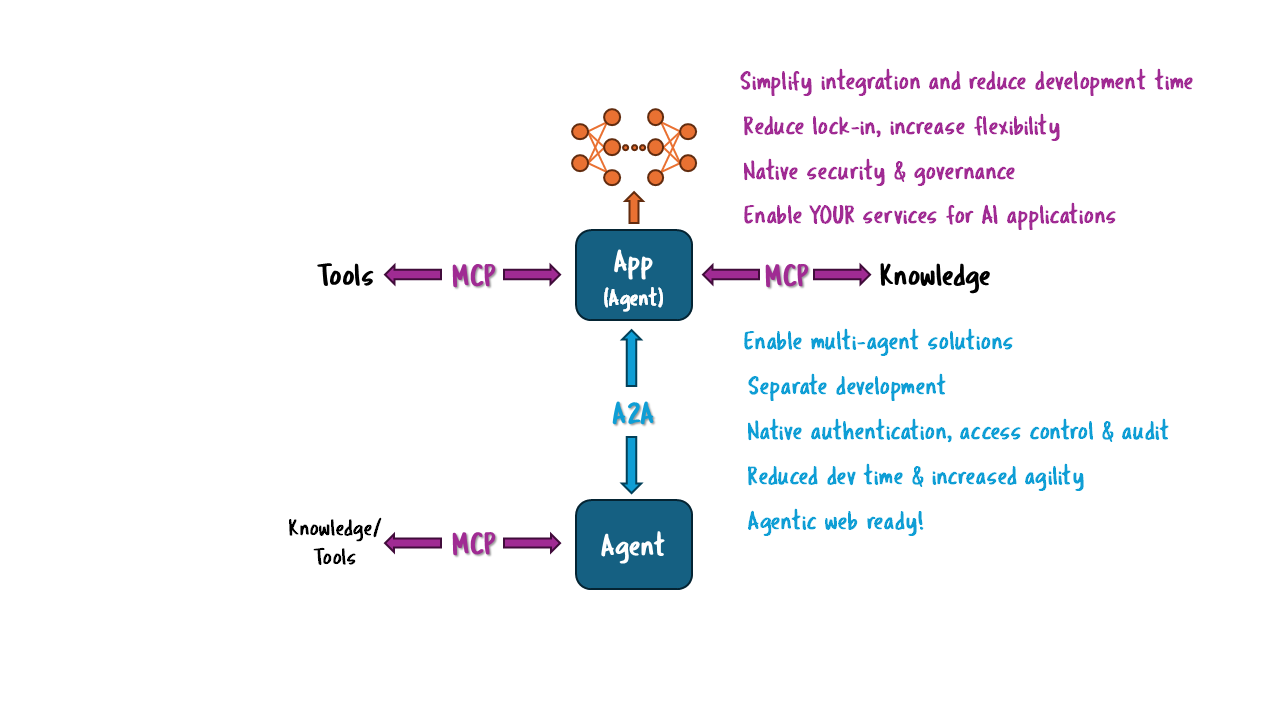 Simplify integration and reduce development time
Reduce lock-in, increase flexibility
Native security & governance
Enable YOUR services for AI applications
App
(Agent)
Tools
MCP
MCP
Knowledge
Enable multi-agent solutions
Separate development
A2A
Native authentication, access control & audit
Reduced dev time & increased agility
Agentic web ready!
Knowledge/
Tools
MCP
Agent